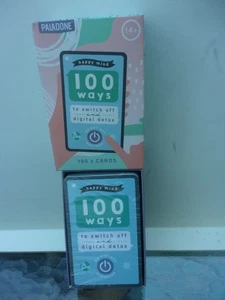 PALADONE
14+
HAPPY MIND
100
ways
to switch off
and
digital detox
100 x CARDS
HAPPY MIND
100
ways
to switch off
and
digital detox